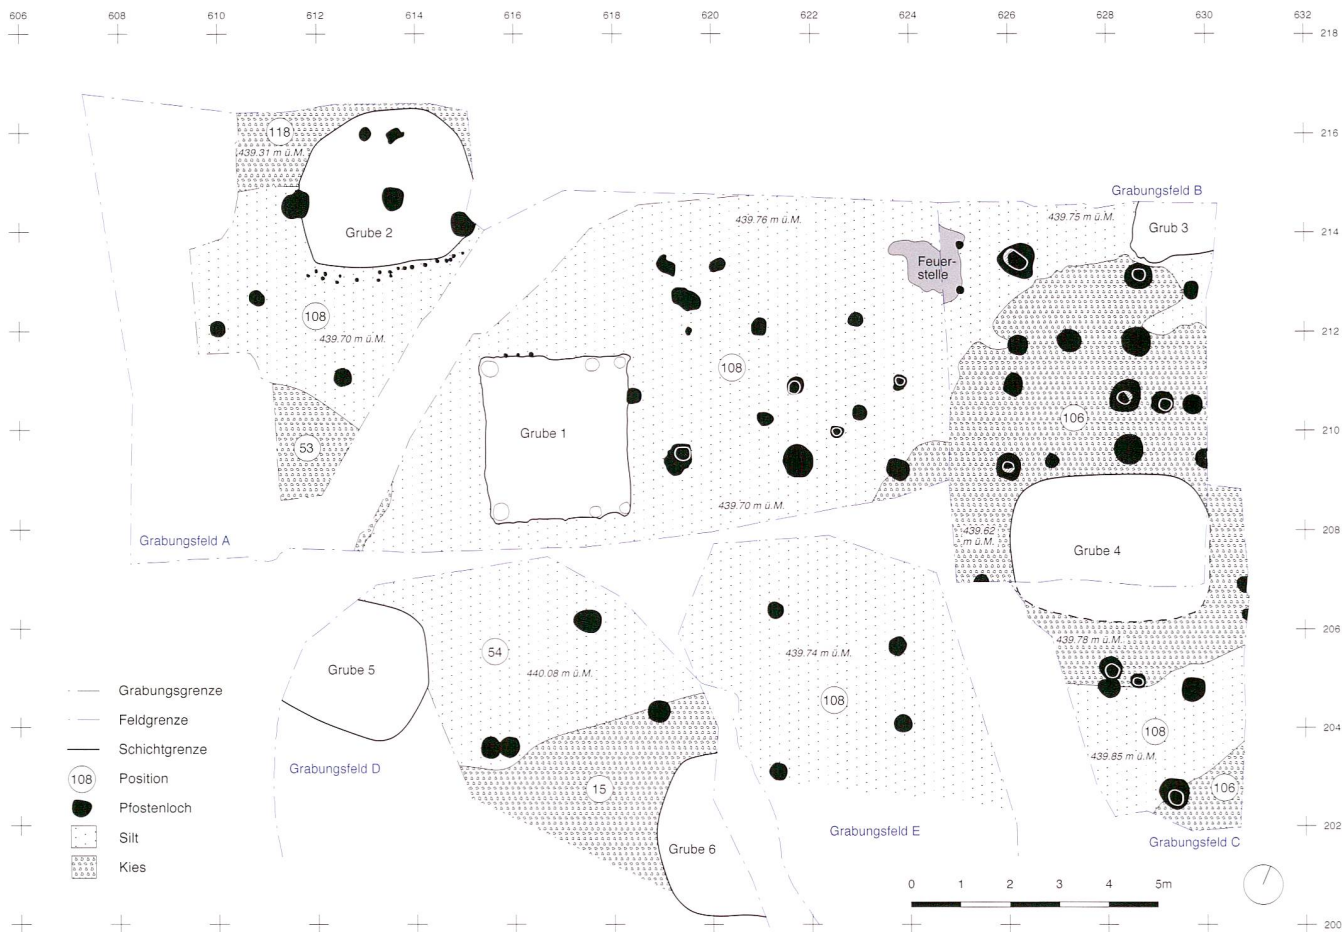 606 608 610 612 614 616 618 620 622 624 626 628 630 632
218
216
118
439.31 m ü.M.
Grabungsfeld B
439.76 m ü.M.
439.75 m ü.M.
214
Grube 2
Grub 3
Feuer-
stelle
108
439.70 m ü.M.
212
108
106
53
Grube 1
210
439.70 m ü.M.
208
439.62
m ü.M.
Grabungsfeld A
Grube 4
206
439.78 m ü.M.
54
439.74 m ü.M.
Grube 5
440.08 m ü.M.
108
108
204
439.85 m ü.M.
Grabungsfeld D
15
106
202
Grabungsfeld E
Grabungsfeld C
Grube 6
Grabungsgrenze
Feldgrenze
Schichtgrenze
108 Position
Pfostenloch
Silt
Kies
0 1 2 3 4 5m
200